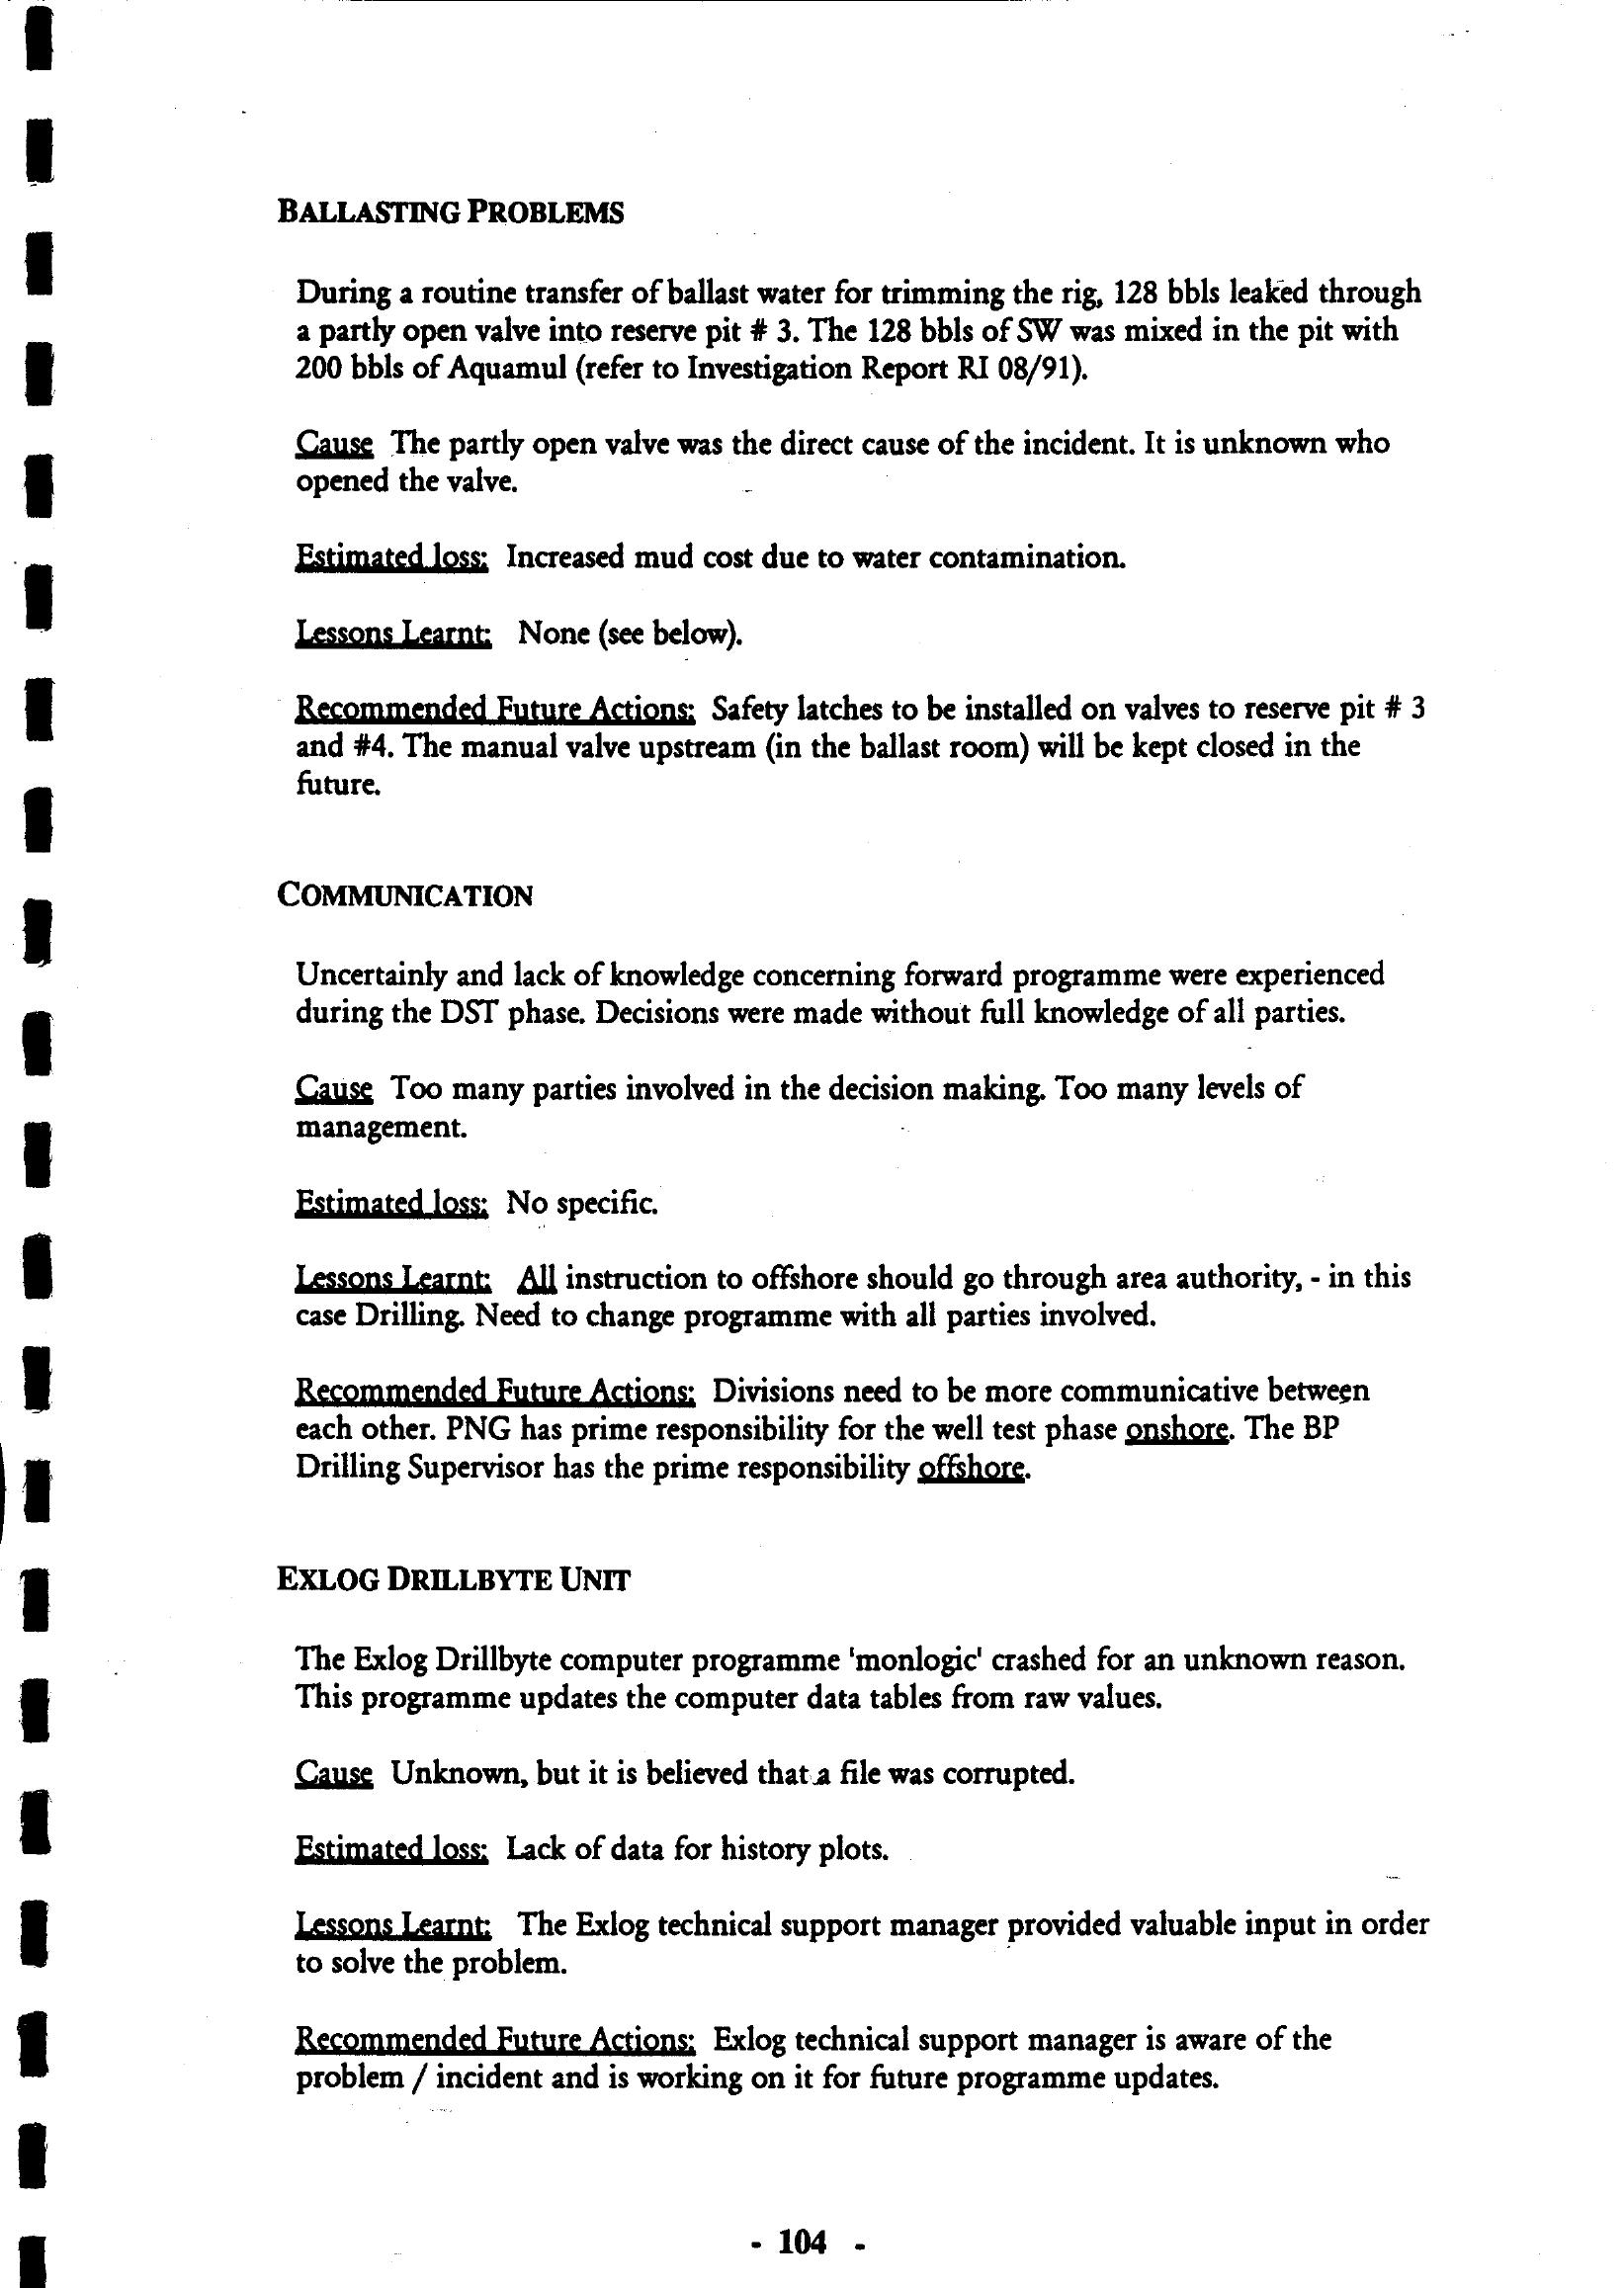 BALLASTING PROBLEMS
During a routine transfer of ballast water for trimming the rig, 128 bbls leaked through
a partly open valve into reserve pit # 3. The 128 bbls of SW was mixed in the pit with
200 bbls of Aquamul (refer to Investigation Report RI 08/91).
Cause The partly open valve was the direct cause of the incident. It is unknown who
opened the valve.
Estimated loss: Increased mud cost due to water contamination.
Lessons Learnt: None (see below).
Recommended Future Actions: Safety latches to be installed on valves to reserve pit # 3
and #4. The manual valve upstream (in the ballast room) will be kept closed in the
future.
COMMUNICATION
Uncertainly and lack of knowledge concerning forward programme were experienced
during the DST phase. Decisions were made without full knowledge of all parties.
Cause Too many parties involved in the decision making. Too many levels of
management.
Estimated loss: No specific.
Lessons Learnt: All instruction to offshore should go through area authority, - in this
case Drilling. Need to change programme with all parties involved.
Recommended Future Actions: Divisions need to be more communicative between
each other. PNG has prime responsibility for the well test phase onshore. The BP
Drilling Supervisor has the prime responsibility offshore.
EXLOG DRILLBYTE UNIT
The Exlog Drillbyte computer programme 'monlogic' crashed for an unknown reason.
This programme updates the computer data tables from raw values.
Cause Unknown, but it is believed that a file was corrupted.
Estimated loss: Lack of data for history plots.
Lessons Learnt: The Exlog technical support manager provided valuable input in order
to solve the problem.
Recommended Future Actions: Exlog technical support manager is aware of the
problem / incident and is working on it for future programme updates.
- 104 -